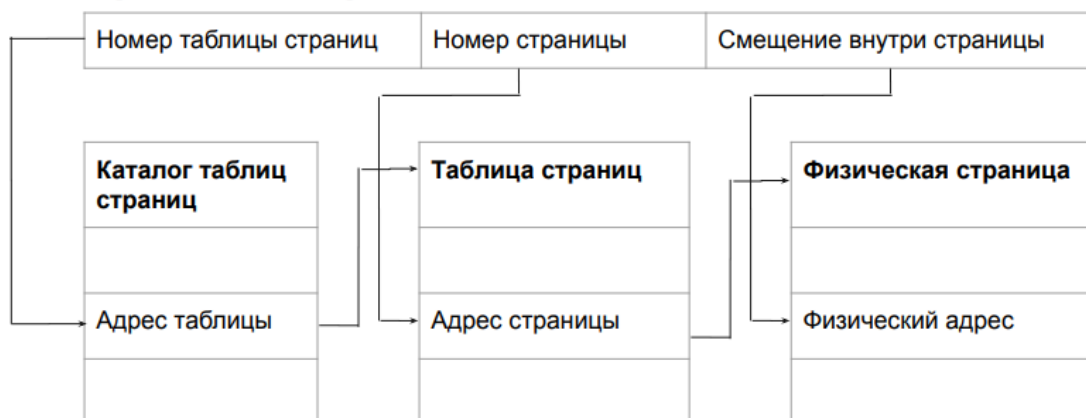 Номер таблицы страниц
Номер страницы
Смещение внутри страницы
Каталог таблиц
страниц
Таблица страниц
Физическая страница
Адрес таблицы
Адрес страницы
Физический адрес